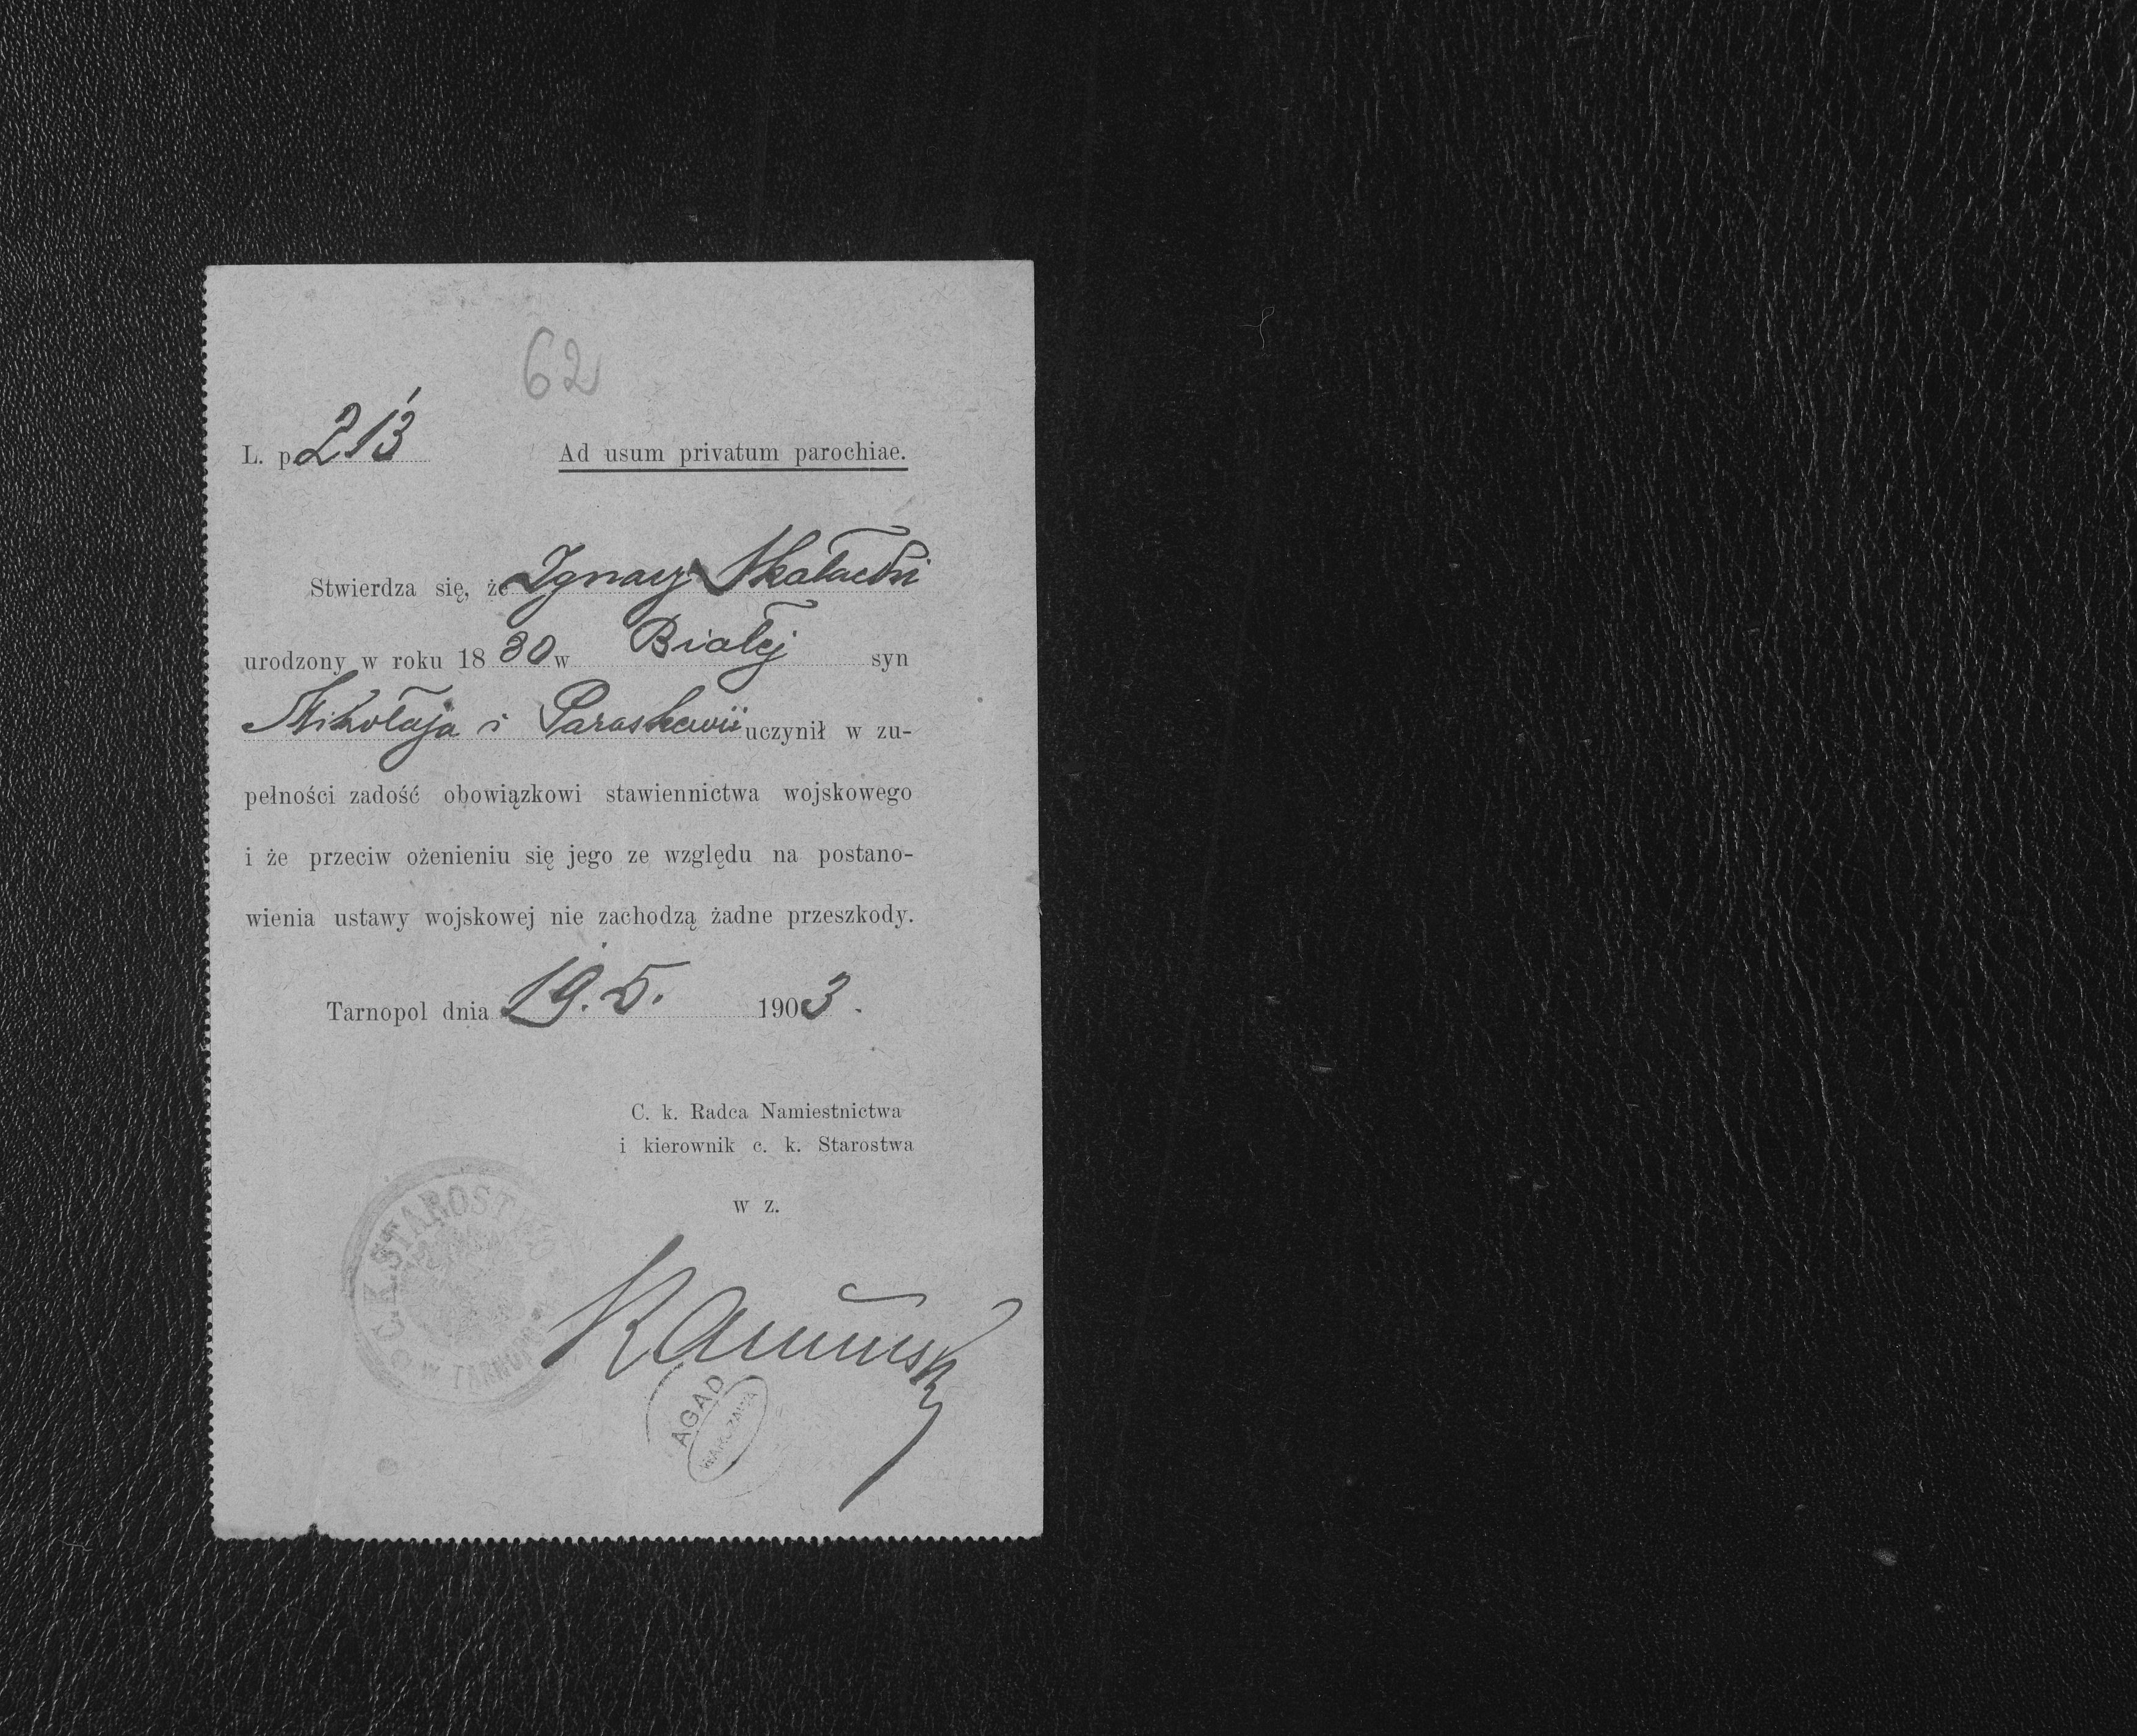 62
L. p. 213
Ad usum privatum parochiae.
Stwierdza się, że Ignacy Skałacki
urodzony w roku 1880 w Białej syn
Mikołaja i Paraskewii uczynił w zu-
pełności zadość obowiązkowi stawiennictwa wojskowego
i że przeciw ożenieniu się jego ze względu na postano-
wienia ustawy wojskowej nie zachodzą żadne przeszkody.
Tarnopol dnia 19. 5. 1903.
C. k. Radca Namiestnictwa
i kierownik c. k. Starostwa
w z.
C.K. STAROSTWO
W TARNOPOLU
AGAD
WARSZAWA